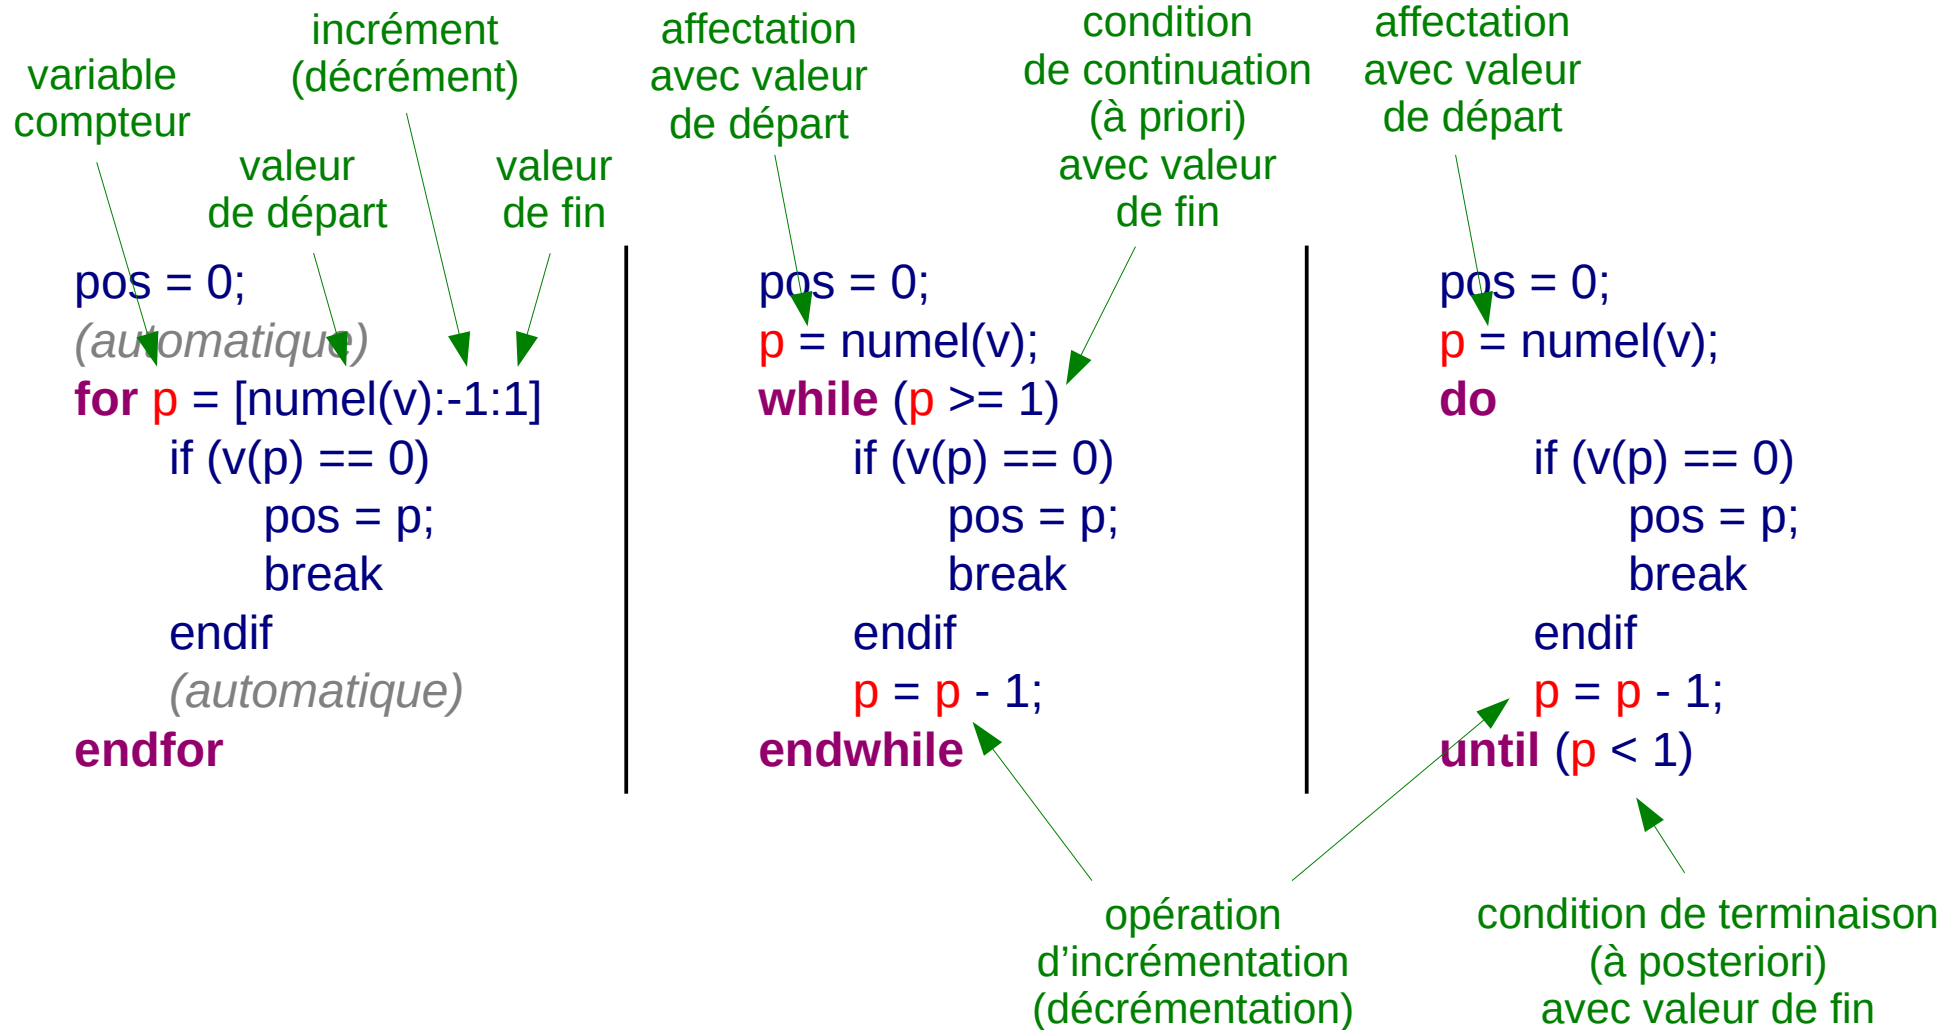 variable
compteur
incrément
(décrément)
valeur
de départ
valeur
de fin
pos = 0;
(automatique)
for p = [numel(v):-1:1]
if (v(p) == 0)
pos = p;
break
endif
(automatique)
endfor
affectation
avec valeur
de départ
condition
de continuation
(à priori)
avec valeur
de fin
pos = 0;
p = numel(v);
while (p >= 1)
if (v(p) == 0)
pos = p;
break
endif
p = p - 1;
endwhile
affectation
avec valeur
de départ
pos = 0;
p = numel(v);
do
if (v(p) == 0)
pos = p;
break
endif
p = p - 1;
until (p < 1)
opération
d’incrémentation
(décrémentation)
condition de terminaison
(à posteriori)
avec valeur de fin